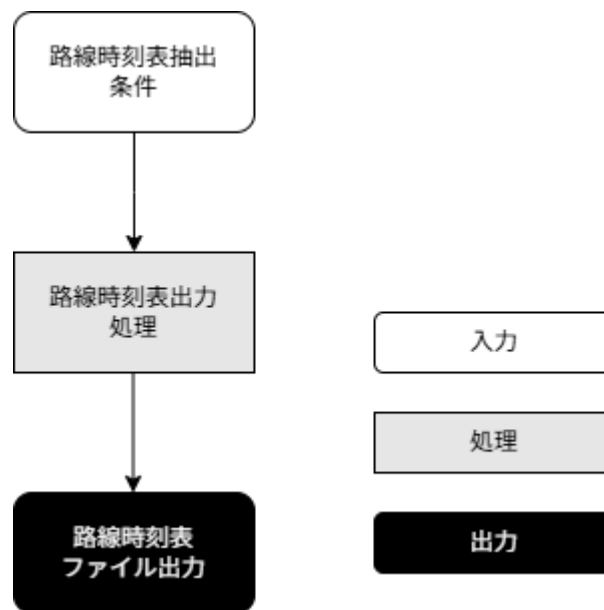 路線時刻表抽出
条件
路線時刻表出力
処理
路線時刻表
ファイル出力
入力
処理
出力